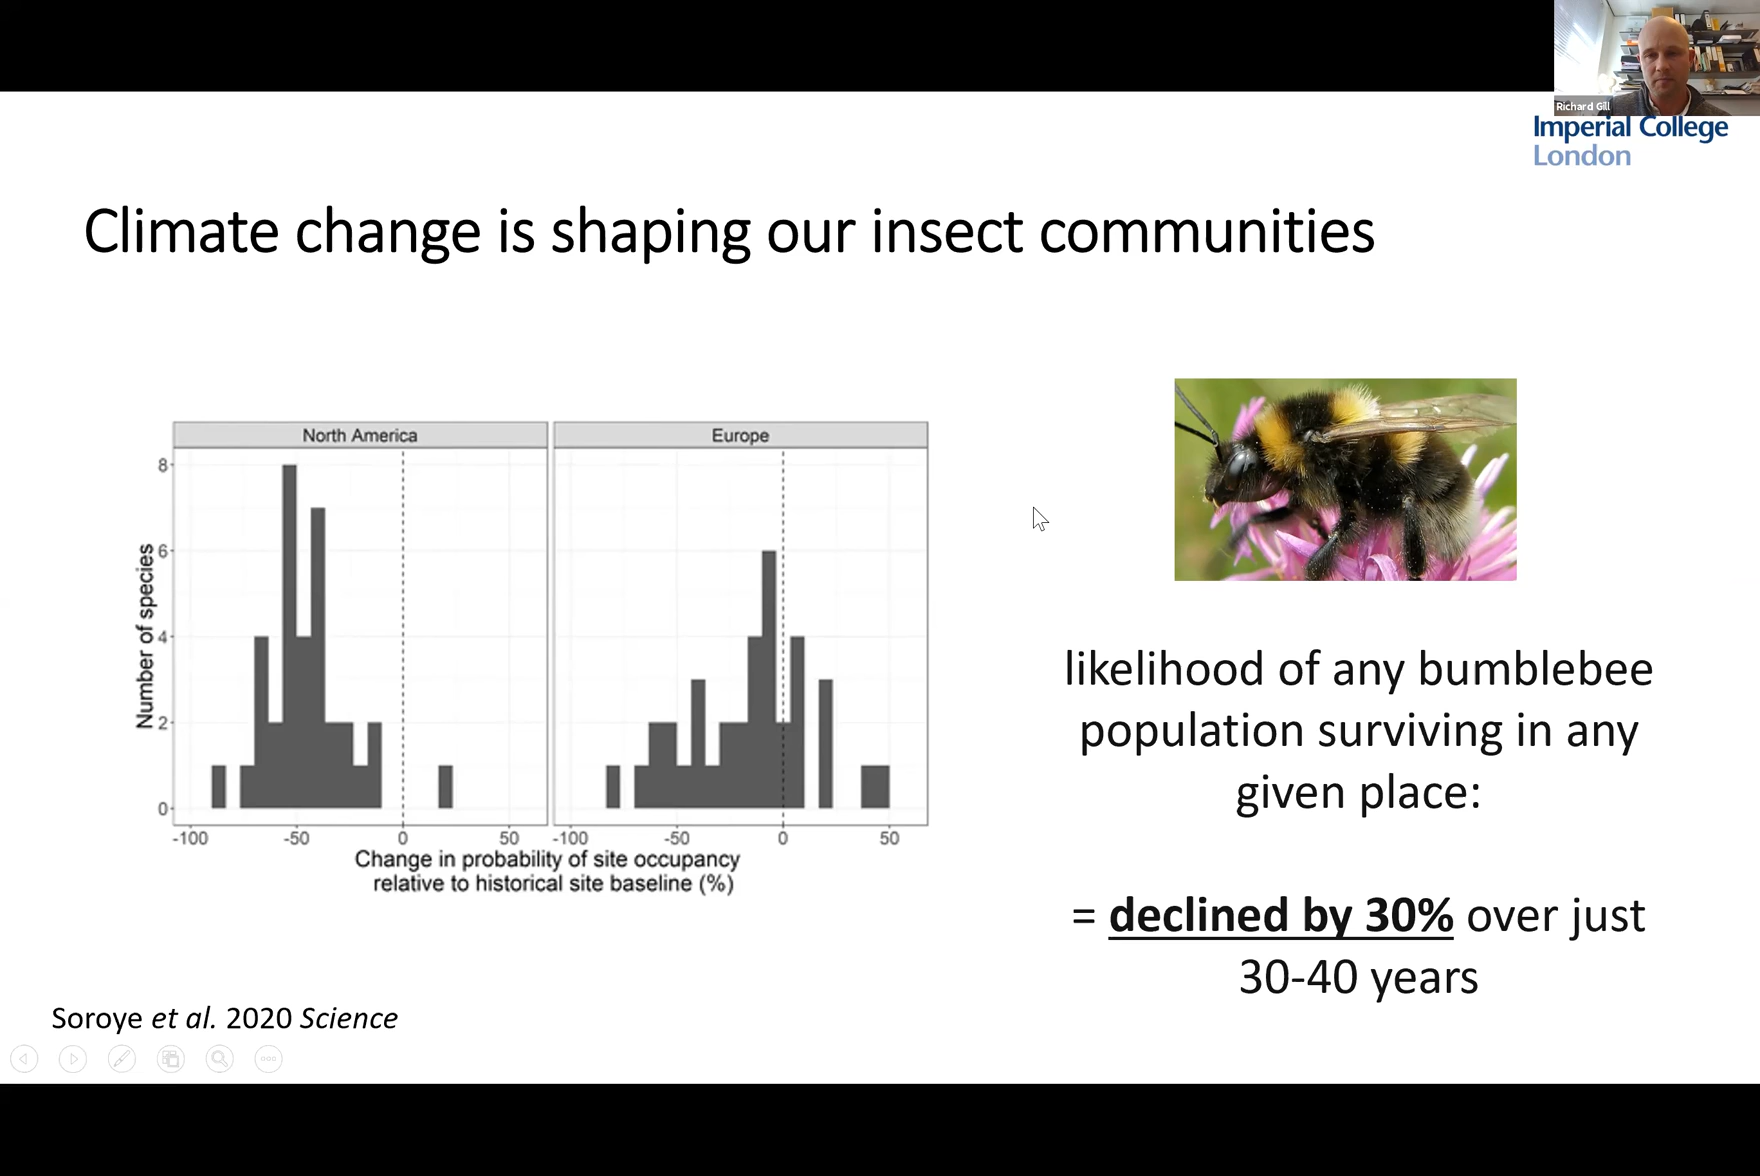 Richard Gill
Imperial College
London
Climate change is shaping our insect communities
North America
Europe
8
6
4
2
0
Number of species
-100
-50
0
50
-100
-50
0
50
Change in probability of site occupancy
relative to historical site baseline (%)
likelihood of any bumblebee
population surviving in any
given place:
= declined by 30% over just
30-40 years
Soroye et al. 2020 Science